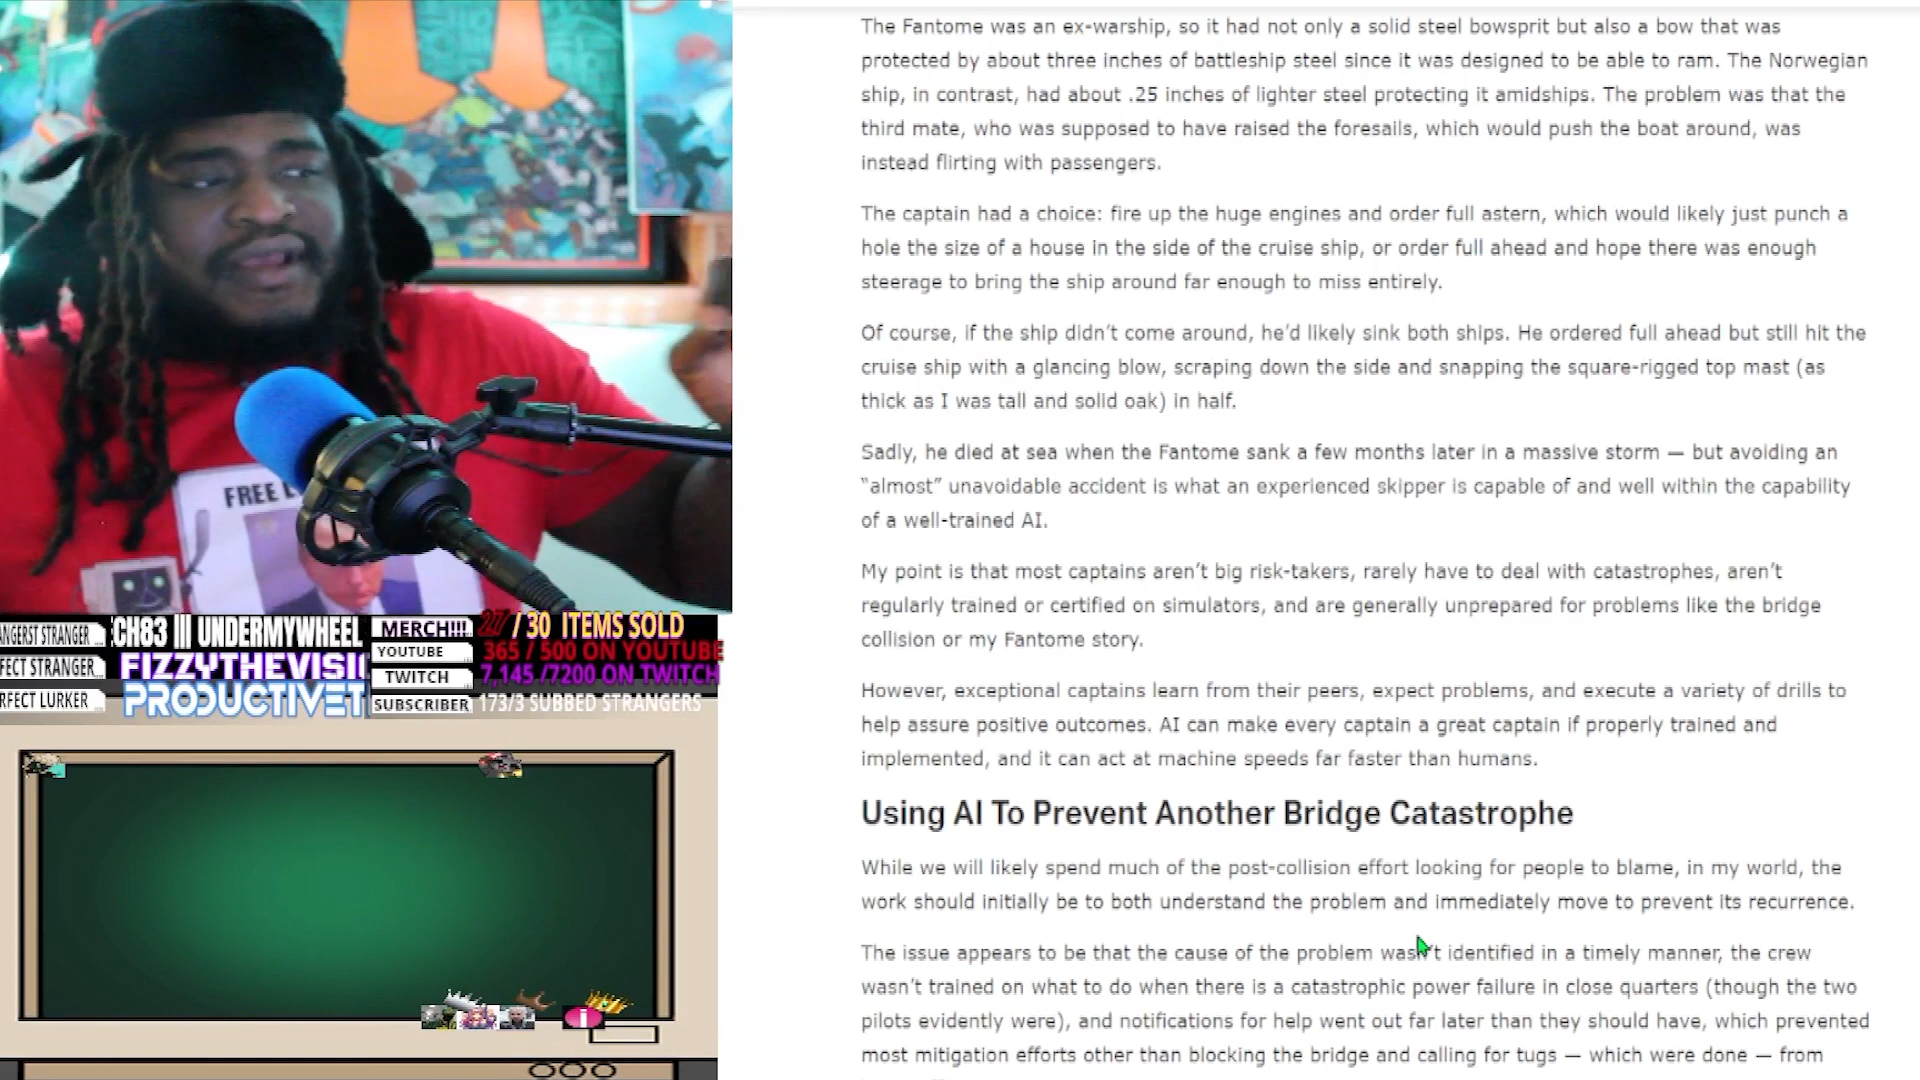 The Fantome was an ex-warship, so it had not only a solid steel bowsprit but also a bow that was
protected by about three inches of battleship steel since it was designed to be able to ram. The Norwegian
ship, in contrast, had about .25 inches of lighter steel protecting it amidships. The problem was that the
third mate, who was supposed to have raised the foresails, which would push the boat around, was
instead flirting with passengers.
The captain had a choice: fire up the huge engines and order full astern, which would likely just punch a
hole the size of a house in the side of the cruise ship, or order full ahead and hope there was enough
steerage to bring the ship around far enough to miss entirely.
Of course, if the ship didn’t come around, he’d likely sink both ships. He ordered full ahead but still hit the
cruise ship with a glancing blow, scraping down the side and snapping the square-rigged top mast (as
thick as I was tall and solid oak) in half.
Sadly, he died at sea when the Fantome sank a few months later in a massive storm — but avoiding an
“almost” unavoidable accident is what an experienced skipper is capable of and well within the capability
of a well-trained AI.
My point is that most captains aren’t big risk-takers, rarely have to deal with catastrophes, aren’t
regularly trained or certified on simulators, and are generally unprepared for problems like the bridge
collision or my Fantome story.
However, exceptional captains learn from their peers, expect problems, and execute a variety of drills to
help assure positive outcomes. AI can make every captain a great captain if properly trained and
implemented, and it can act at machine speeds far faster than humans.
Using AI To Prevent Another Bridge Catastrophe
While we will likely spend much of the post-collision effort looking for people to blame, in my world, the
work should initially be to both understand the problem and immediately move to prevent its recurrence.
The issue appears to be that the cause of the problem wasn’t identified in a timely manner, the crew
wasn’t trained on what to do when there is a catastrophic power failure in close quarters (though the two
pilots evidently were), and notifications for help went out far later than they should have, which prevented
most mitigation efforts other than blocking the bridge and calling for tugs — which were done — from
FREE
ANGERST STRANGER ... CH83 ||| UNDERMYWHEEL
FECT STRANGER... FIZZYTHEVISI
RFECT LURKER ... PRODUCTIVET
MERCH!!! 27/ 30 ITEMS SOLD
YOUTUBE 365 / 500 ON YOUTUBE
TWITCH 7,145 /7200 ON TWITCH
SUBSCRIBER 173/3 SUBBED STRANGERS